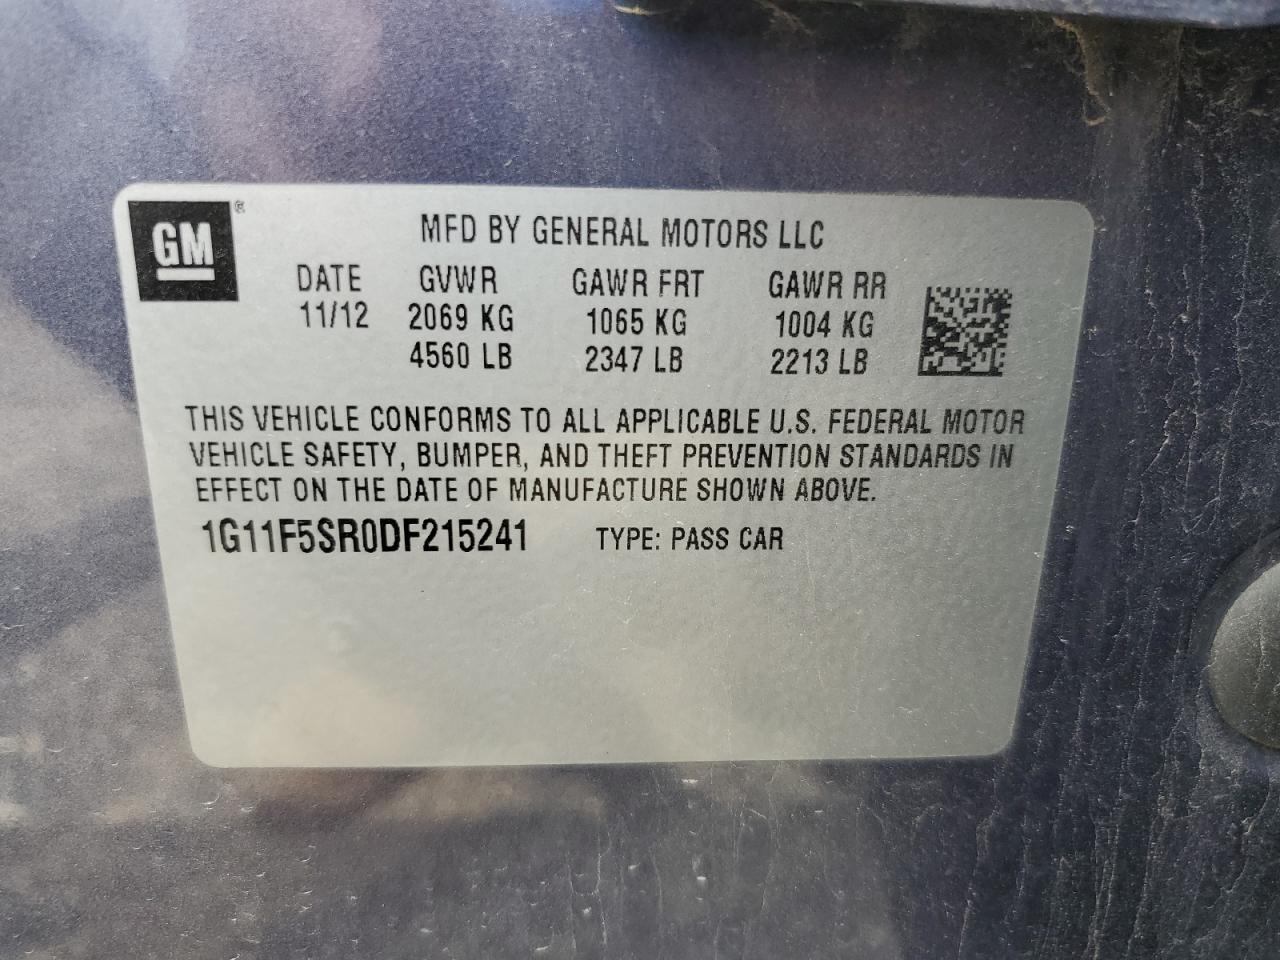 GM®
MFD BY GENERAL MOTORS LLC
DATE GVWR GAWR FRT GAWR RR
11/12 2069 KG 1065 KG 1004 KG
4560 LB 2347 LB 2213 LB
THIS VEHICLE CONFORMS TO ALL APPLICABLE U.S. FEDERAL MOTOR
VEHICLE SAFETY, BUMPER, AND THEFT PREVENTION STANDARDS IN
EFFECT ON THE DATE OF MANUFACTURE SHOWN ABOVE.
1G11F5SR0DF215241 TYPE: PASS CAR